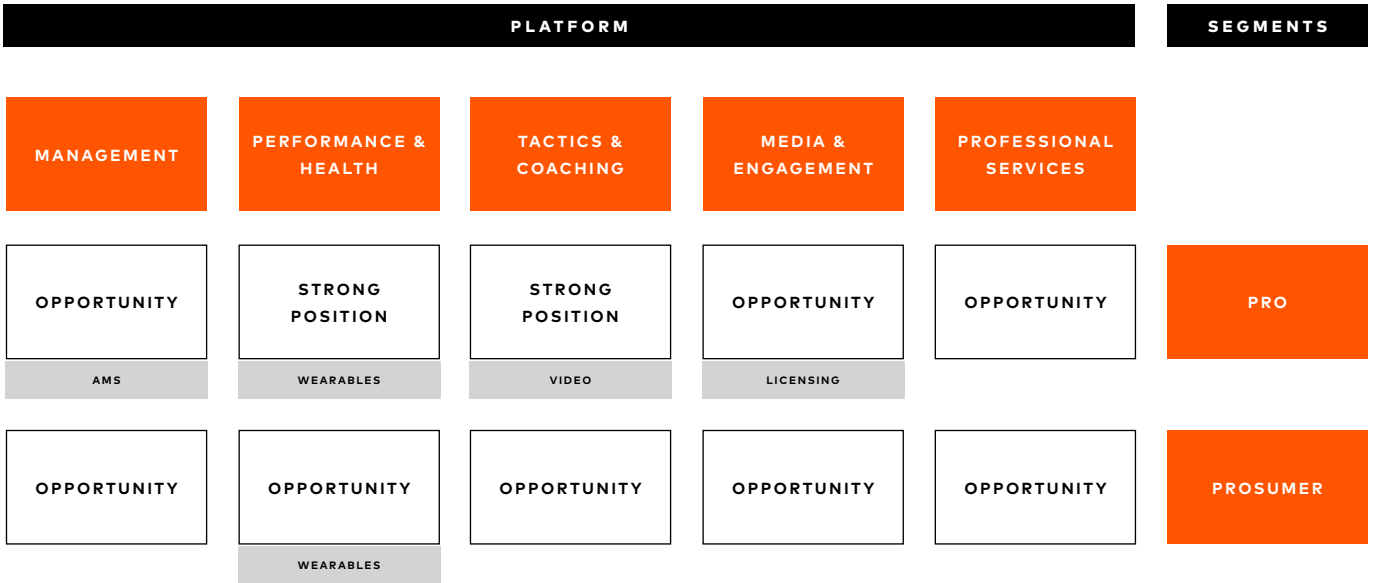 PLATFORM
SEGMENTS
MANAGEMENT
PERFORMANCE &
HEALTH
TACTICS &
COACHING
MEDIA &
ENGAGEMENT
PROFESSIONAL
SERVICES
OPPORTUNITY
STRONG
POSITION
STRONG
POSITION
OPPORTUNITY
OPPORTUNITY
PRO
AMS
WEARABLES
VIDEO
LICENSING
OPPORTUNITY
OPPORTUNITY
OPPORTUNITY
OPPORTUNITY
OPPORTUNITY
PROSUMER
WEARABLES